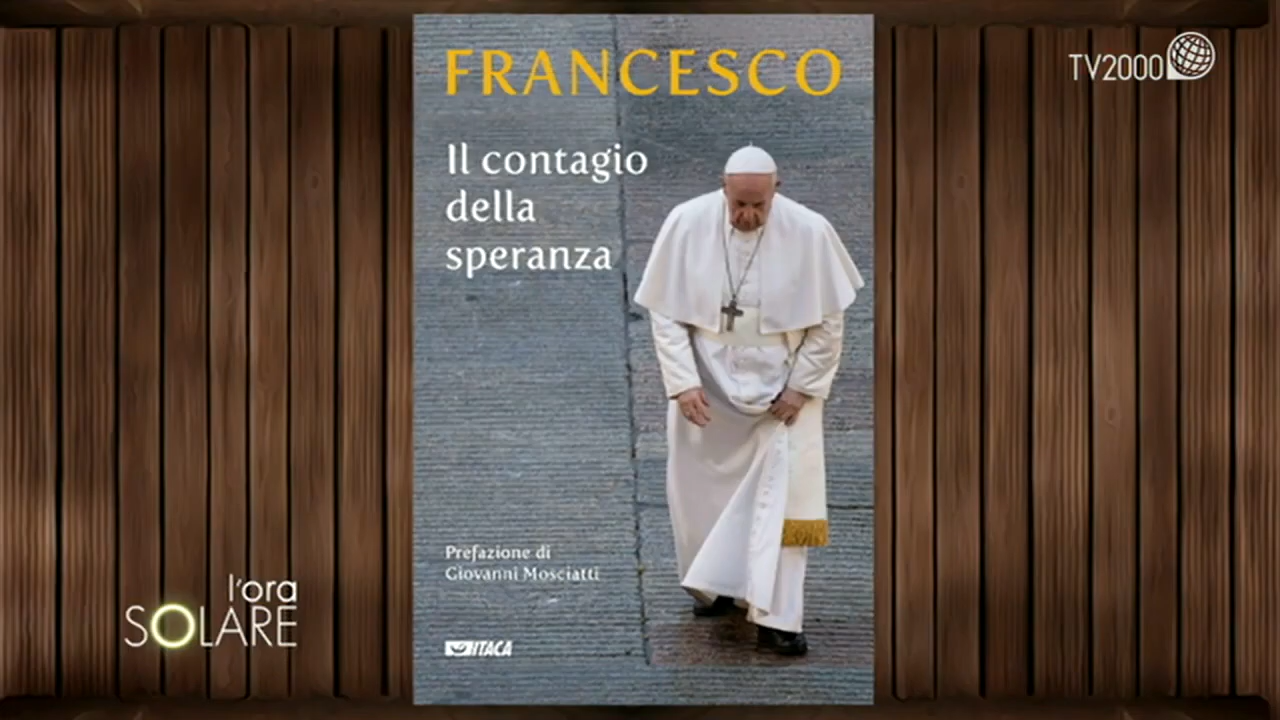 FRANCESCO
Il contagio
della
speranza
Prefazione di
Giovanni Mosciatti
ITACA
TV2000
l'ora
SOLARE